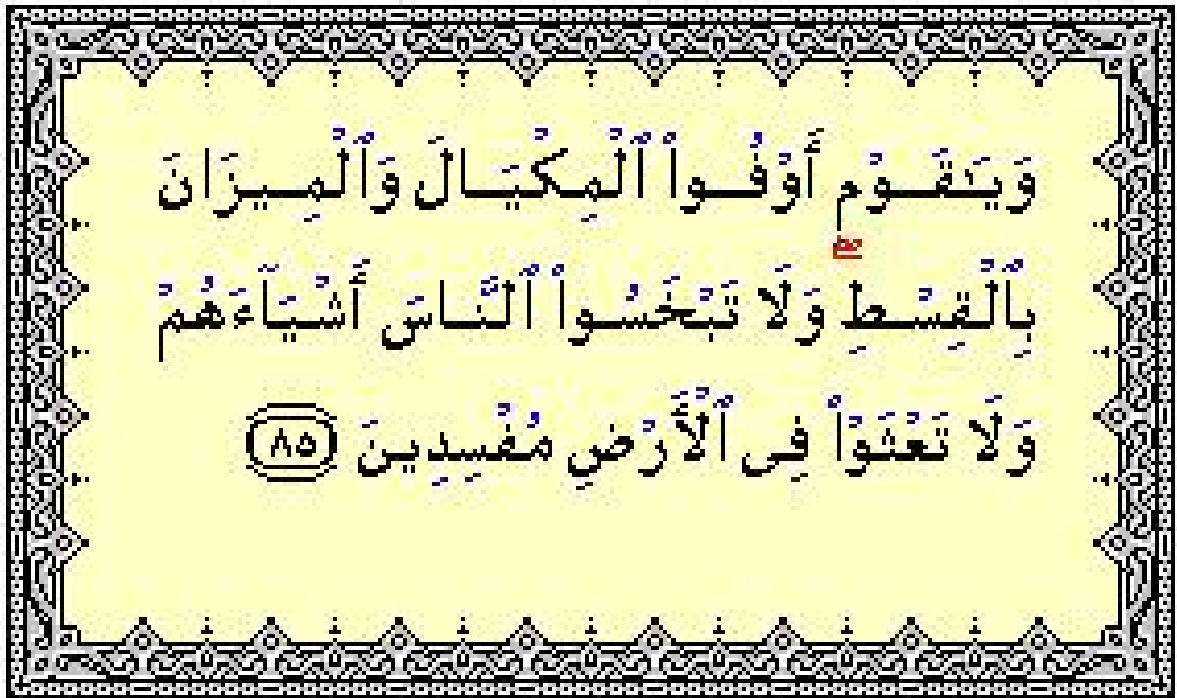 وَيَـٰقَوْمِ أَوْفُوا۟ ٱلْمِكْيَالَ وَٱلْمِيزَانَ
بِٱلْقِسْطِ وَلَا تَبْخَسُوا۟ ٱلنَّاسَ أَشْيَآءَهُمْ
وَلَا تَعْثَوْا۟ فِى ٱلْأَرْضِ مُفْسِدِينَ ٨٥